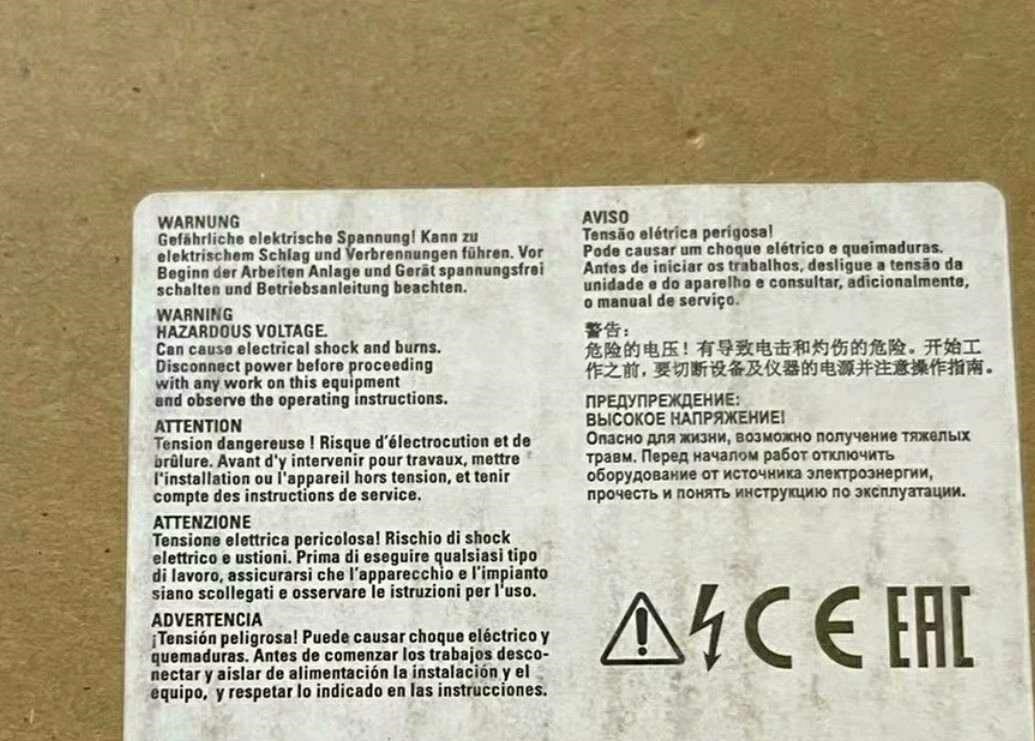 WARNUNG
Gefährliche elektrische Spannung! Kann zu
elektrischem Schlag und Verbrennungen führen. Vor
Beginn der Arbeiten Anlage und Gerät spannungsfrei
schalten und Betriebsanleitung beachten.
WARNING
HAZARDOUS VOLTAGE.
Can cause electrical shock and burns.
Disconnect power before proceeding
with any work on this equipment
and observe the operating instructions.
ATTENTION
Tension dangereuse ! Risque d'électrocution et de
brûlure. Avant d'y intervenir pour travaux, mettre
l'installation ou l'appareil hors tension, et tenir
compte des instructions de service.
ATTENZIONE
Tensione elettrica pericolosa! Rischio di shock
elettrico e ustioni. Prima di eseguire qualsiasi tipo
di lavoro, assicurarsi che l'apparecchio e l'impianto
siano scollegati e osservare le istruzioni per l'uso.
ADVERTENCIA
¡Tensión peligrosa! Puede causar choque eléctrico y
quemaduras. Antes de comenzar los trabajos desco-
nectar y aislar de alimentación la instalación y el
equipo, y respetar lo indicado en las instrucciones.
AVISO
Tensão elétrica perigosa!
Pode causar um choque elétrico e queimaduras.
Antes de iniciar os trabalhos, desligue a tensão da
unidade e do aparelho e consultar, adicionalmente,
o manual de serviço.
警告:
危险的电压！有导致电击和灼伤的危险。开始工
作之前，要切断设备及仪器的电源并注意操作指南。
ПРЕДУПРЕЖДЕНИЕ:
ВЫСОКОЕ НАПРЯЖЕНИЕ!
Опасно для жизни, возможно получение тяжелых
травм. Перед началом работ отключить
оборудование от источника электроэнергии,
прочесть и понять инструкцию по эксплуатации.
CE EAC